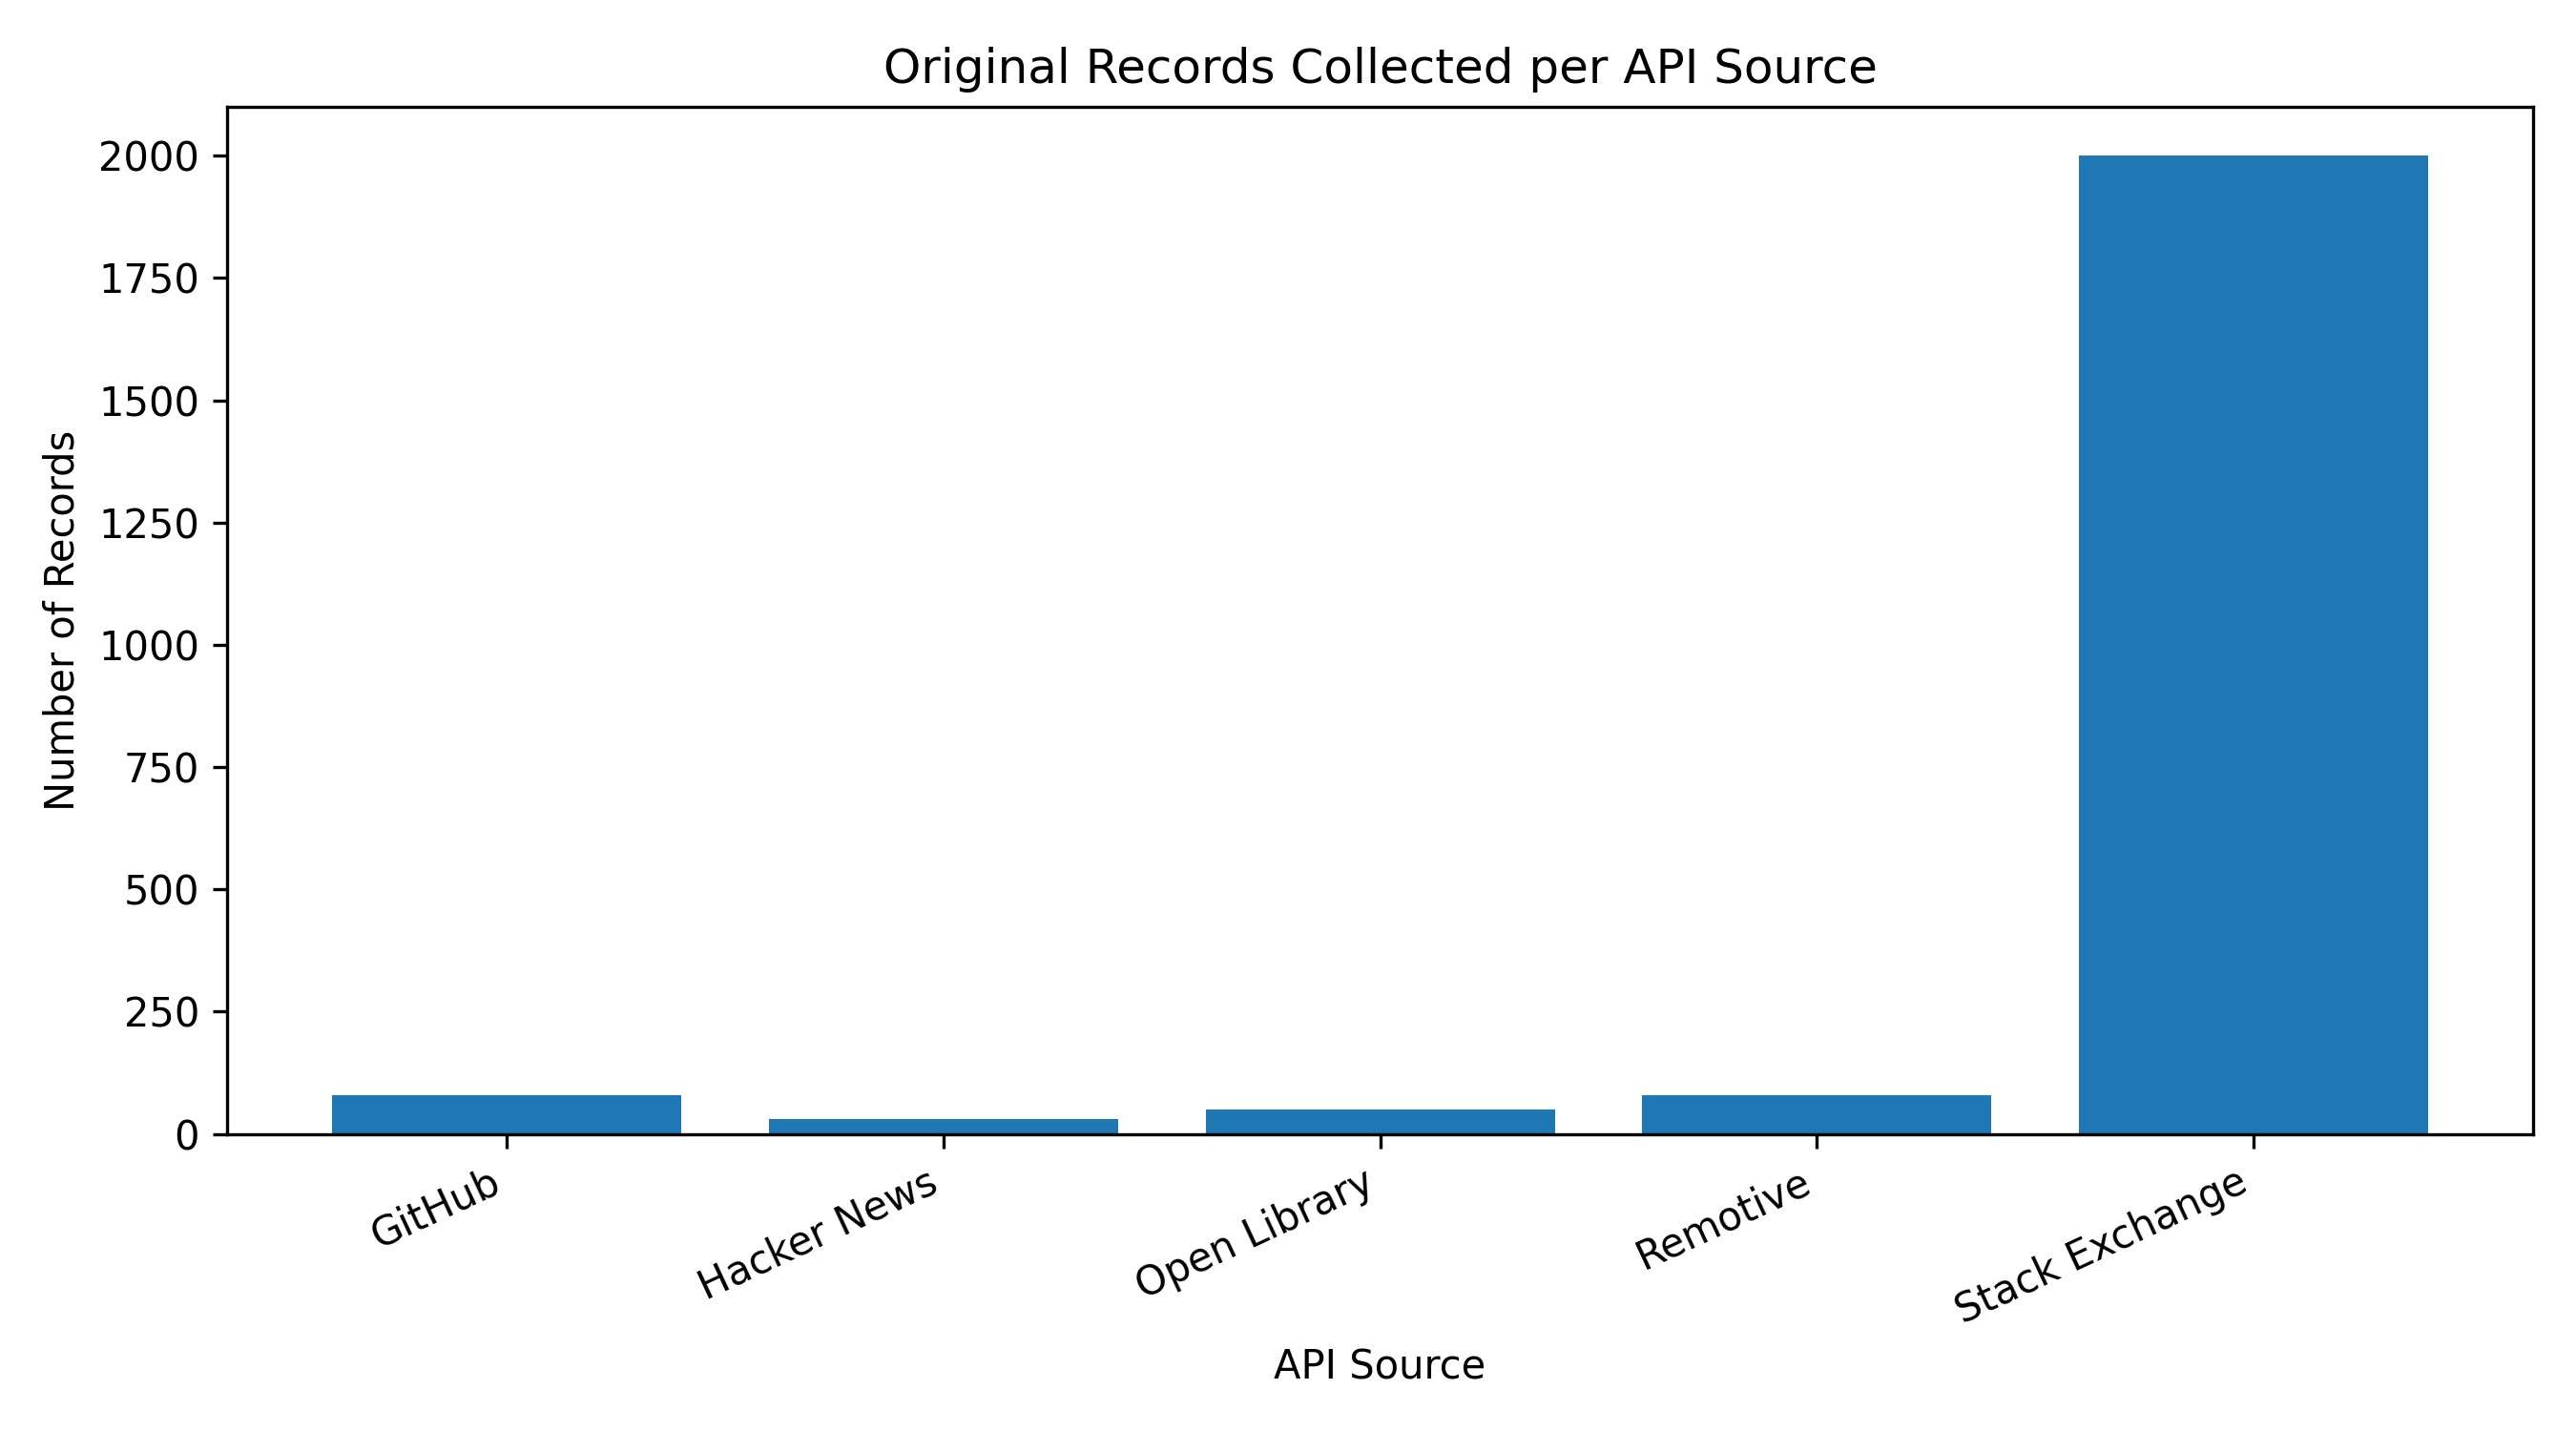 Original Records Collected per API Source
Number of Records
2000
1750
1500
1250
1000
750
500
250
0
GitHub
Hacker News
Open Library
Remotive
Stack Exchange
API Source